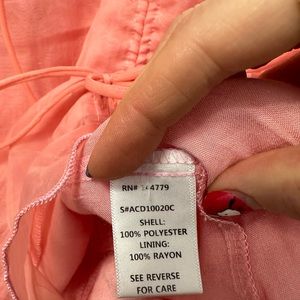 RN# 144779
S#ACD10020C
SHELL:
100% POLYESTER
LINING:
100% RAYON
SEE REVERSE
FOR CARE